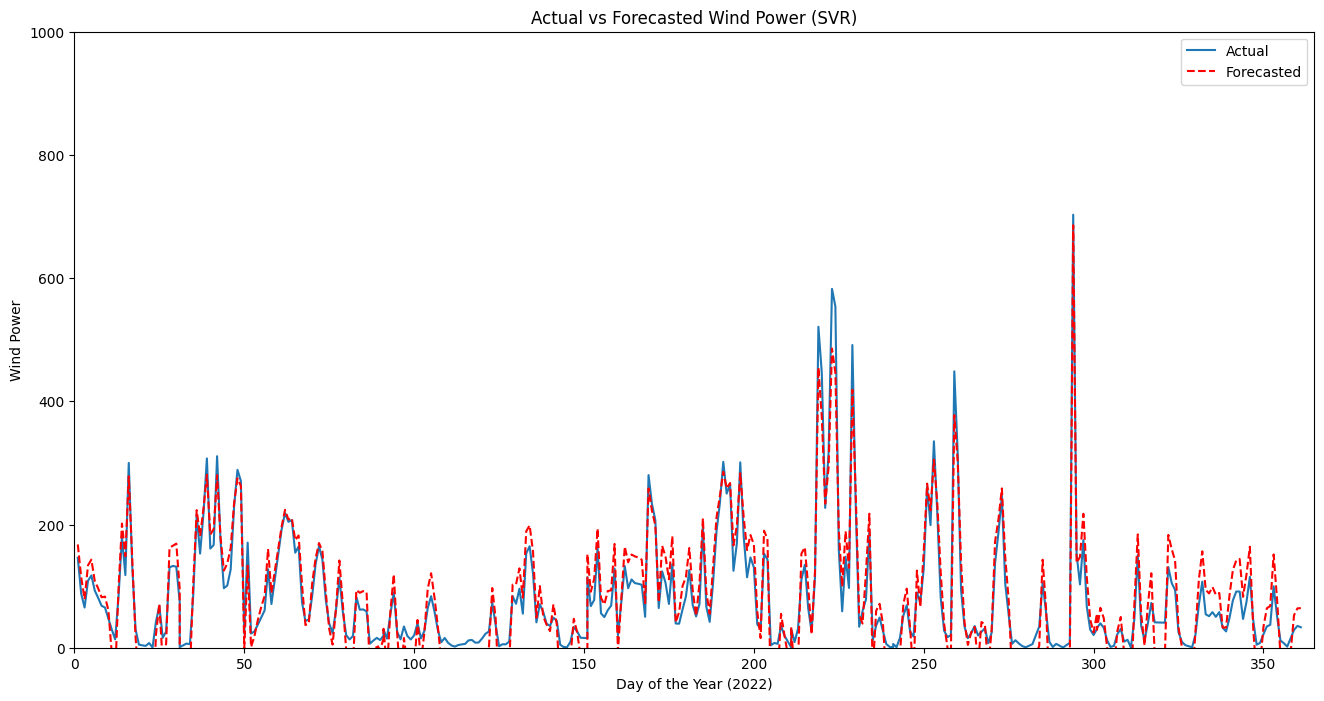 Actual vs Forecasted Wind Power (SVR)
1000
800
600
400
200
0
Wind Power
Actual
Forecasted
0 50 100 150 200 250 300 350
Day of the Year (2022)